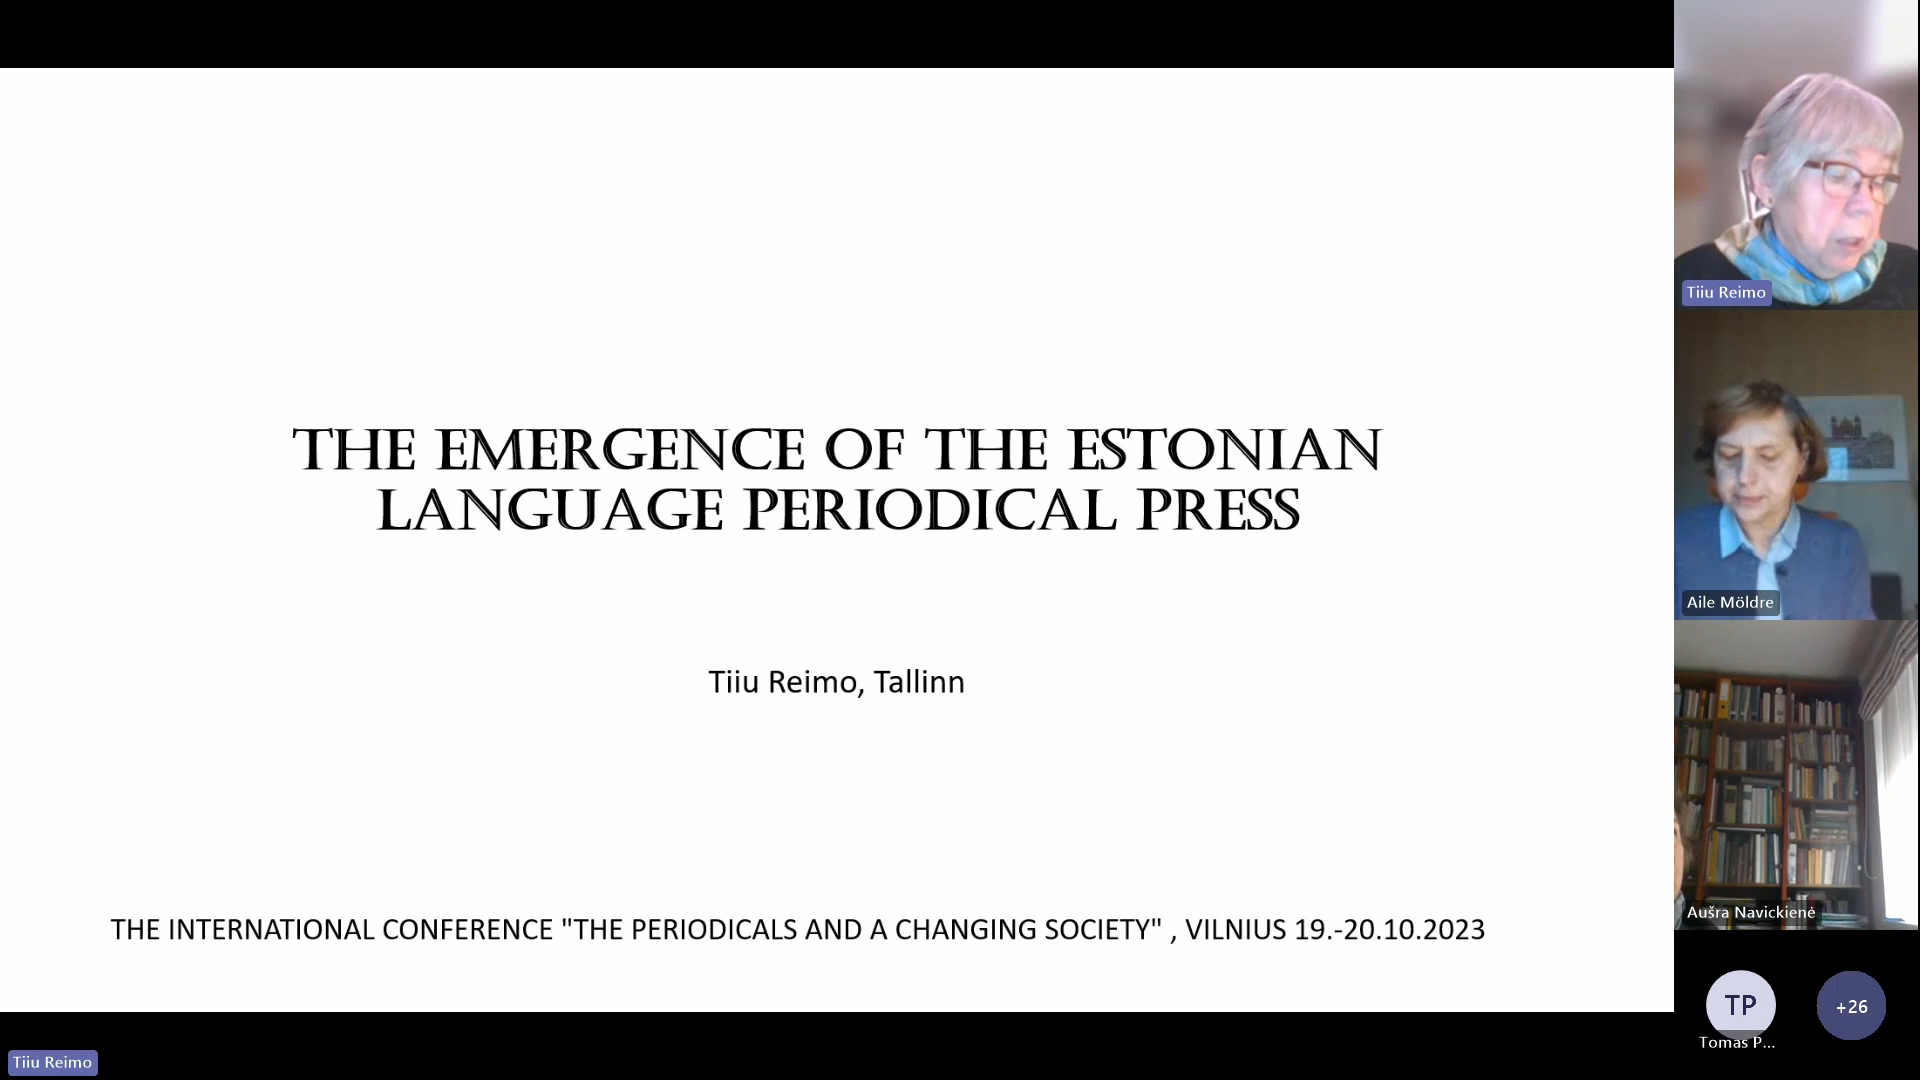 THE EMERGENCE OF THE ESTONIAN
LANGUAGE PERIODICAL PRESS
Tiiu Reimo, Tallinn
THE INTERNATIONAL CONFERENCE "THE PERIODICALS AND A CHANGING SOCIETY" , VILNIUS 19.-20.10.2023
Tiiu Reimo
Aile Möldre
Aušra Navickienė
TP
+26
Tomas P...
Tiiu Reimo